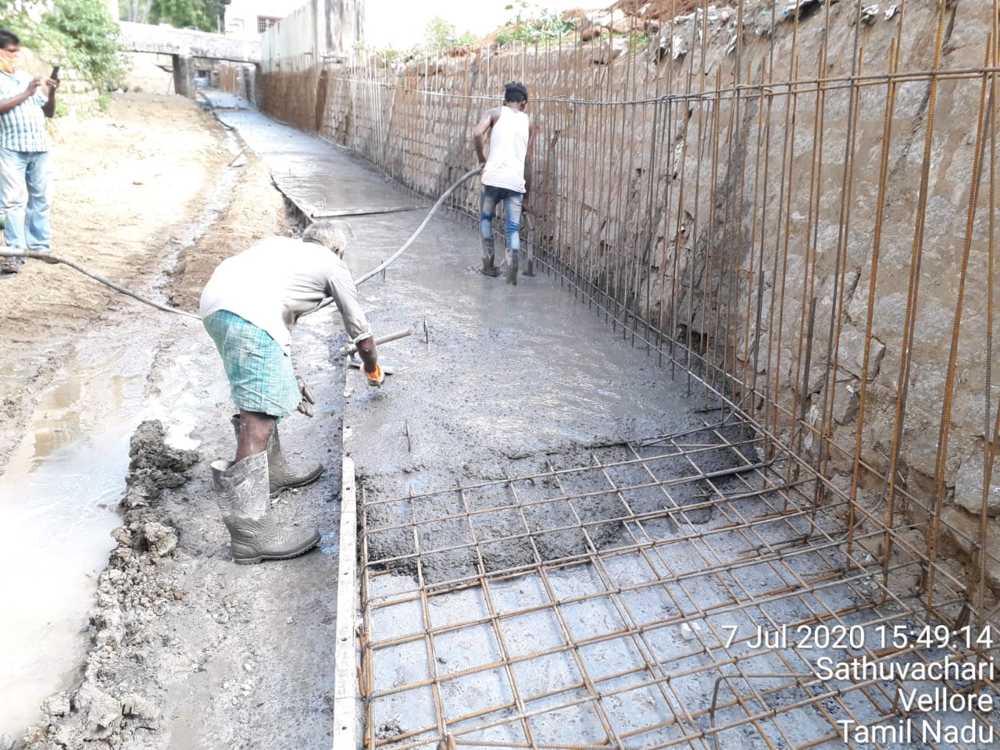 7 Jul 2020 15:49:14
Sathuvachari
Vellore
Tamil Nadu